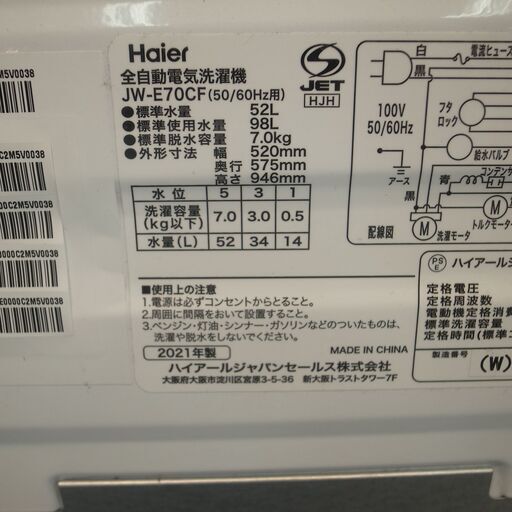 M5V0038
C2M5V0038
000C2M5V0038
0000C2M5V0038
E0000C2M5V0038
Haier
全自動電気洗濯機
JW-E70CF(50/60Hz用)
●標準水量 52L
●標準使用水量 98L
●標準脱水容量 7.0kg
●外形寸法 幅 520mm
奥行 575mm
高さ 946mm
水位 5 3 1
洗濯容量(kg以下) 7.0 3.0 0.5
水量(L) 52 34 14
S
JET
HJH
白
黒
電流ヒューズ
100V
50/60Hz
フタ
ロック
給水バルブ
アース
青
コンデンサ
黒
M
M
トルクモータ
配線図
洗濯モータ
■使用上の注意
1.電源は必ずコンセントからとること。
2.周囲に間隔をおいて設置すること。
3.ベンジン・灯油・シンナー・ガソリンなどのついたものは、
洗濯や脱水をしないでください。
2021年製
MADE IN CHINA
ハイアールジャパンセールス株式会社
大阪府大阪市淀川区宮原3-5-36 新大阪トラストタワー7F
PS
E
ハイアールジ
定格電圧
定格周波数
電動機定格消費
標準洗濯容量
定格時間(標準コ
製造番号
(W)